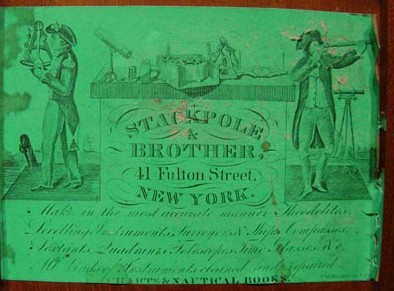 STACKPOLE
&
BROTHER,
41 Fulton Street,
NEW YORK.
Make in the most accurate manner Theodolites
Levelling Instruments, Surveyors & Ships Compasses,
Sextants, Quadrants, Telescopes, Time Glasses, &c.
All kinds of Instruments cleaned and repaired.
CHARTS & NAUTICAL BOOKS.